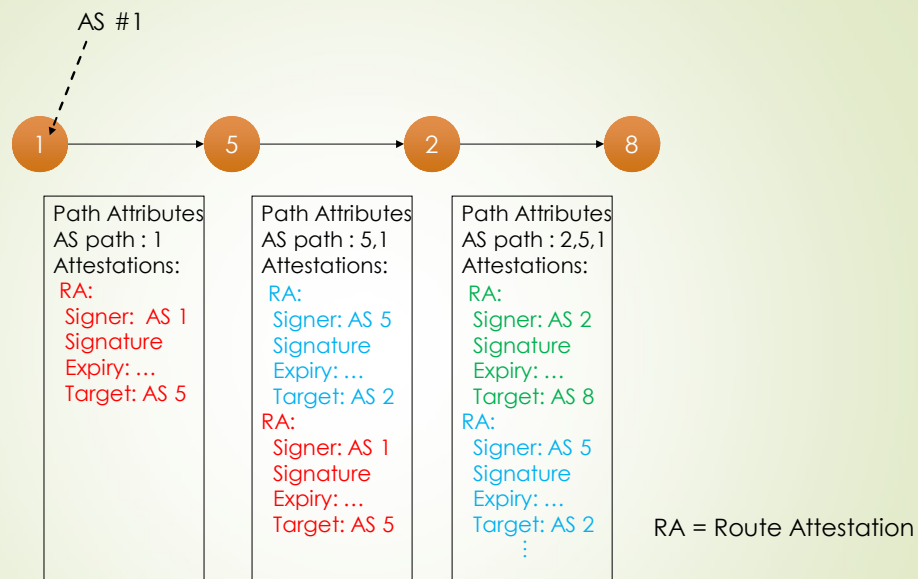 AS #1
1
5
2
8
Path Attributes
AS path : 1
Attestations:
RA:
Signer: AS 1
Signature
Expiry: …
Target: AS 5
Path Attributes
AS path : 5,1
Attestations:
RA:
Signer: AS 5
Signature
Expiry: …
Target: AS 2
RA:
Signer: AS 1
Signature
Expiry: …
Target: AS 5
Path Attributes
AS path : 2,5,1
Attestations:
RA:
Signer: AS 2
Signature
Expiry: …
Target: AS 8
RA:
Signer: AS 5
Signature
Expiry: …
Target: AS 2
⋮
RA = Route Attestation